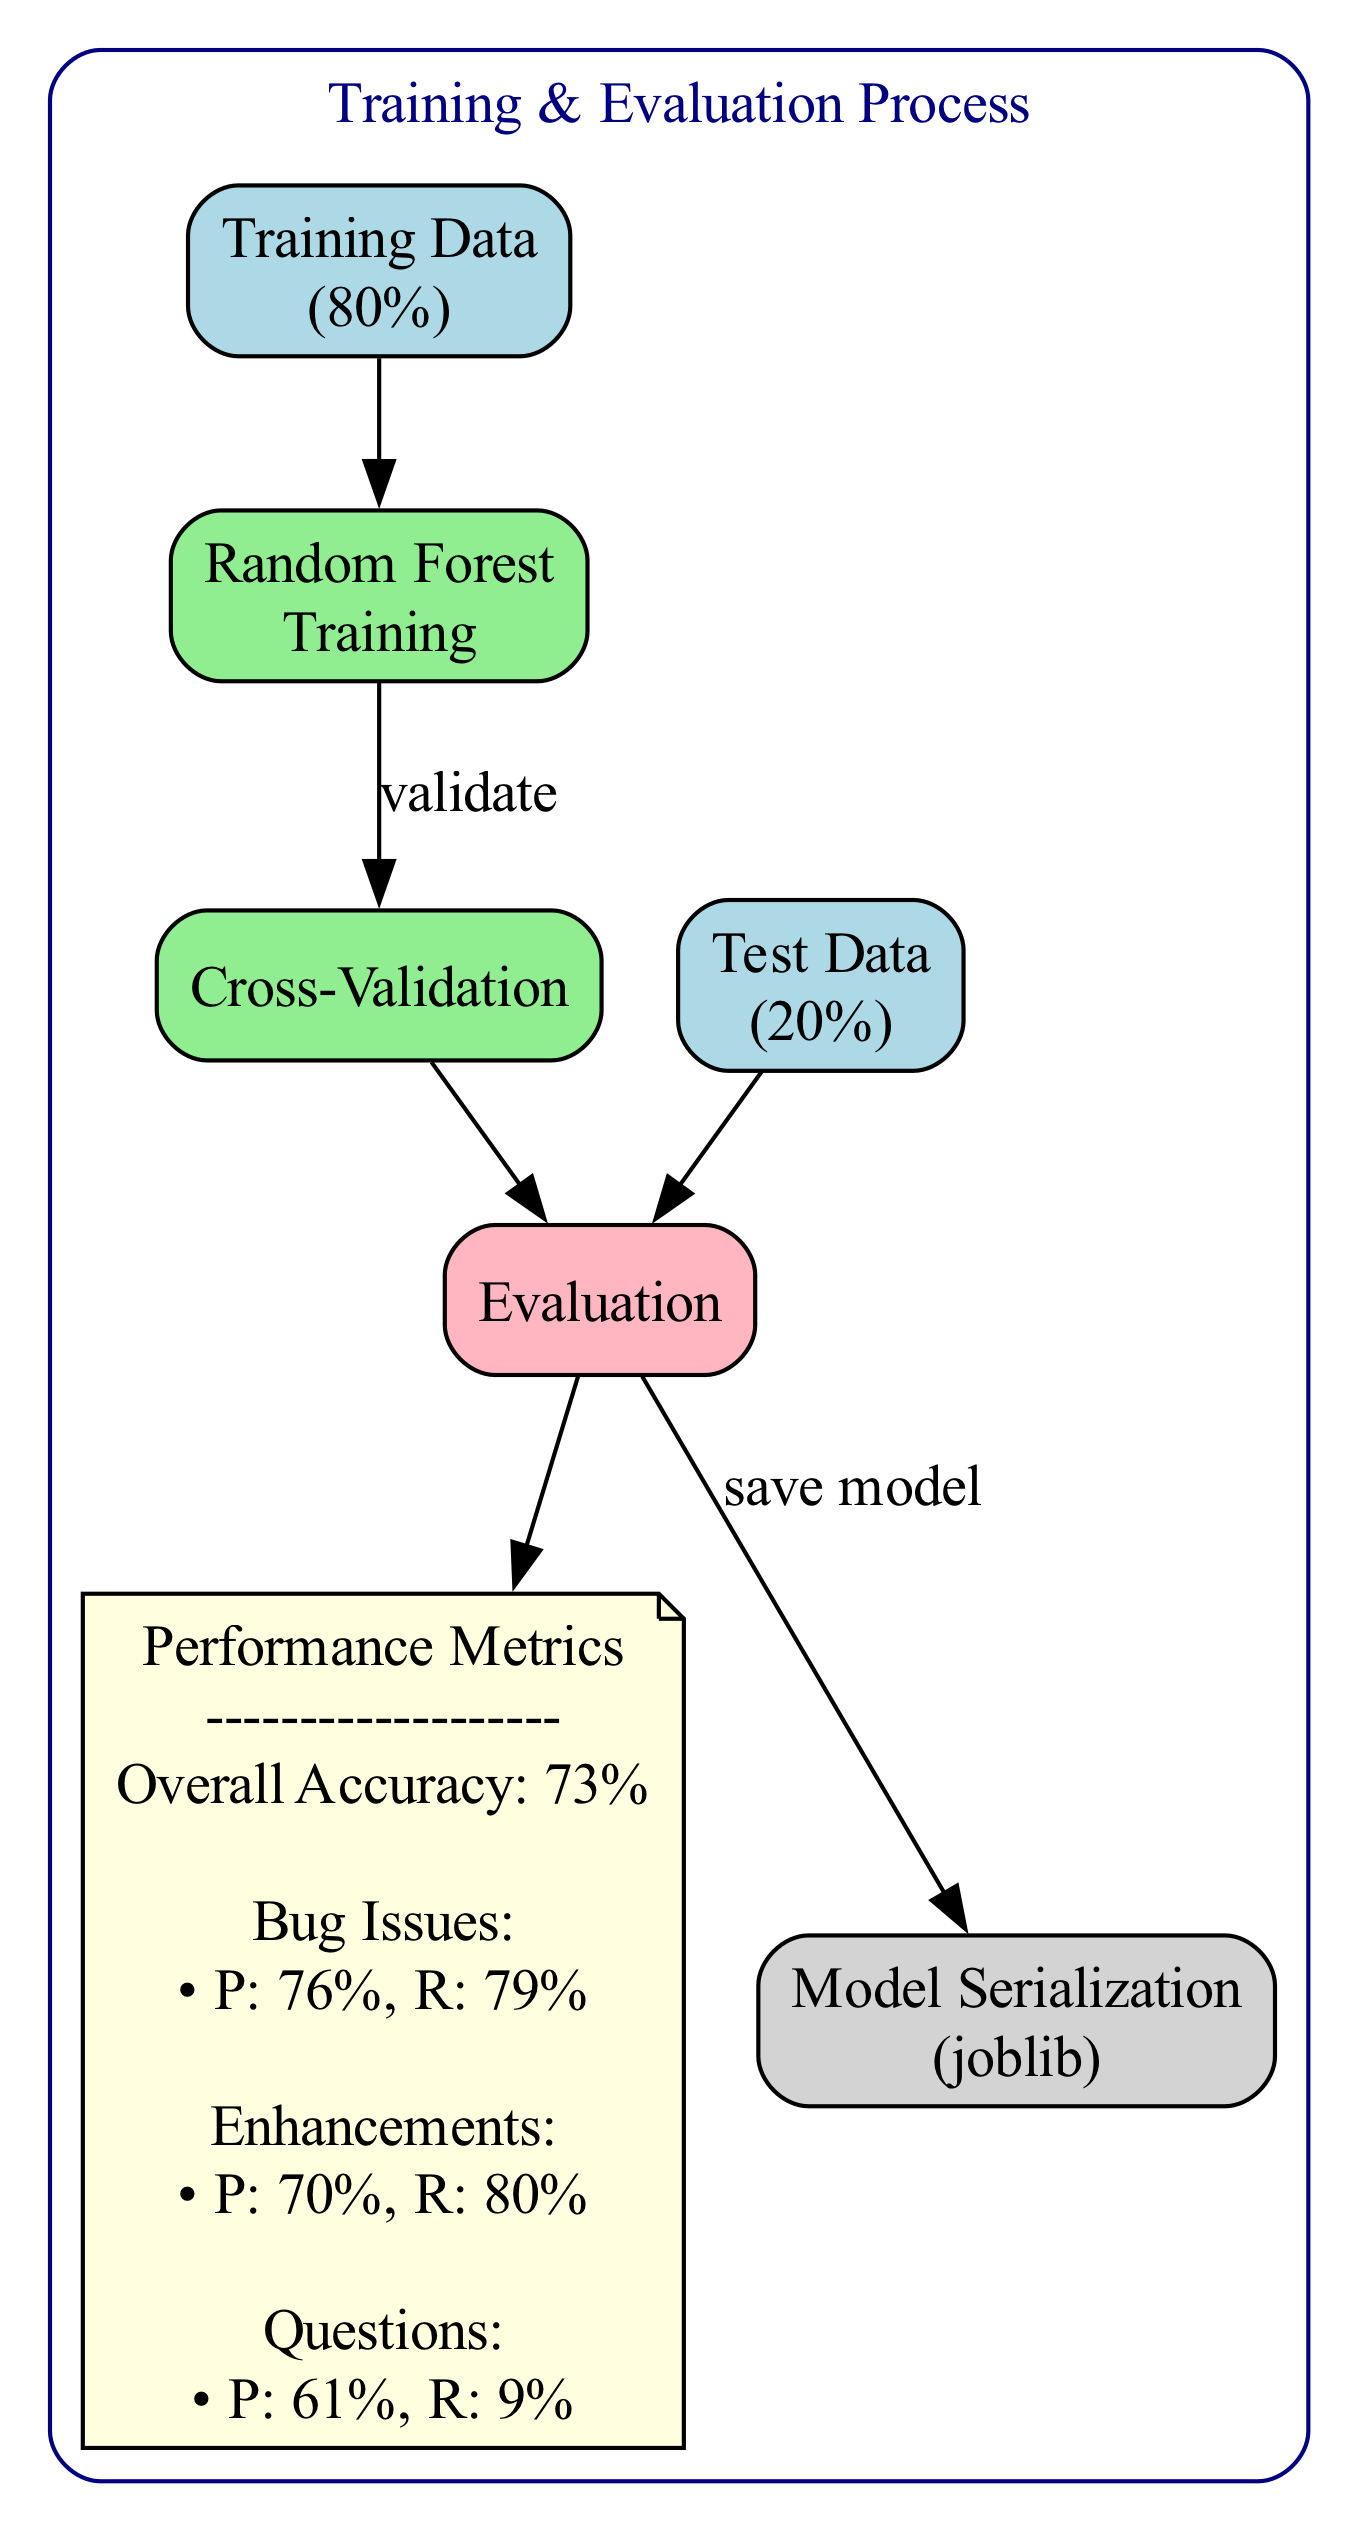 Training & Evaluation Process
Training Data
(80%)
Random Forest
Training
validate
Cross-Validation
Test Data
(20%)
Evaluation
save model
Performance Metrics
-------------------
Overall Accuracy: 73%
Bug Issues:
• P: 76%, R: 79%
Enhancements:
• P: 70%, R: 80%
Questions:
• P: 61%, R: 9%
Model Serialization
(joblib)